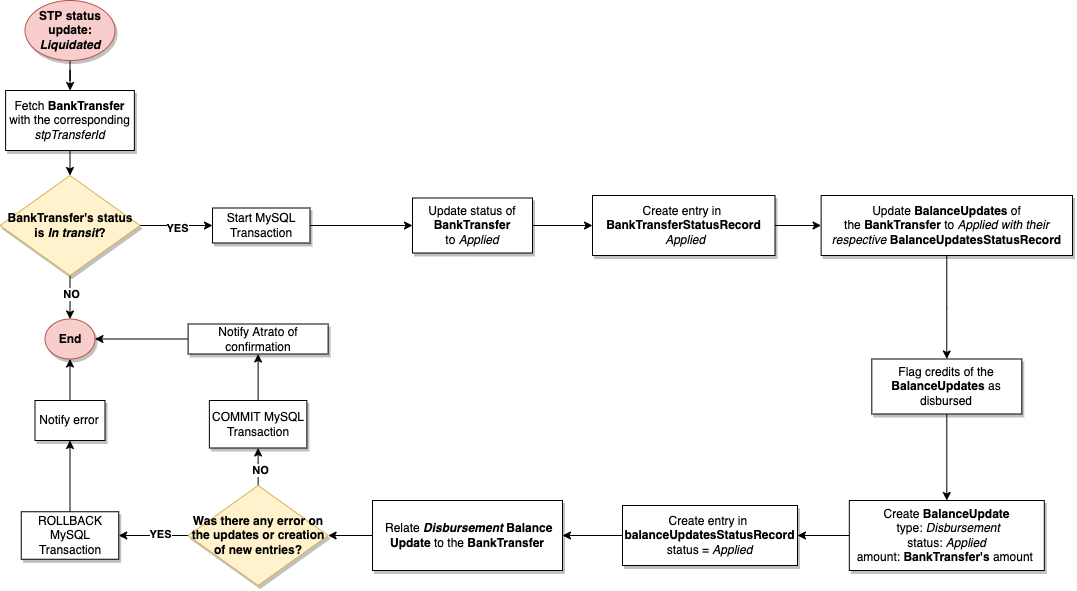 STP status
update:
Liquidated
Fetch BankTransfer
with the corresponding
stpTransferId
BankTransfer's status
is In transit?
YES
Start MySQL
Transaction
Update status of
BankTransfer
to Applied
Create entry in
BankTransferStatusRecord
Applied
Update BalanceUpdates of
the BankTransfer to Applied with their
respective BalanceUpdatesStatusRecord
NO
End
Notify Atrato of
confirmation
Flag credits of the
BalanceUpdates as
disbursed
Notify error
COMMIT MySQL
Transaction
NO
ROLLBACK
MySQL
Transaction
YES
Was there any error on
the updates or creation
of new entries?
Relate Disbursement Balance
Update to the BankTransfer
Create entry in
balanceUpdatesStatusRecord
status = Applied
Create BalanceUpdate
type: Disbursement
status: Applied
amount: BankTransfer's amount